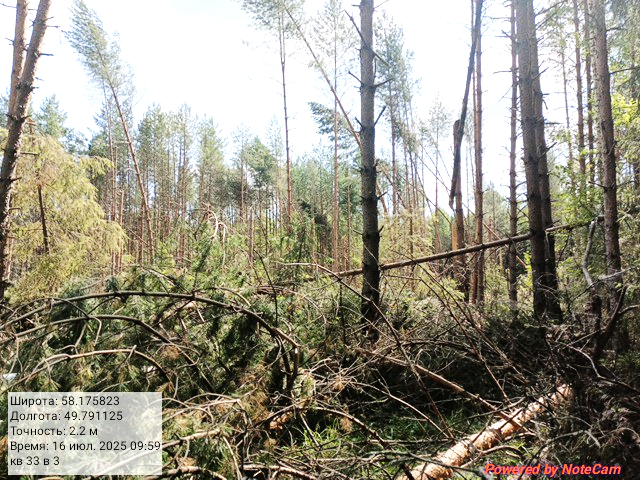 Широта: 58.175823
Долгота: 49.791125
Точность: 2.2 м
Время: 16 июл. 2025 09:59
кв 33 в 3
Powered by NoteCam